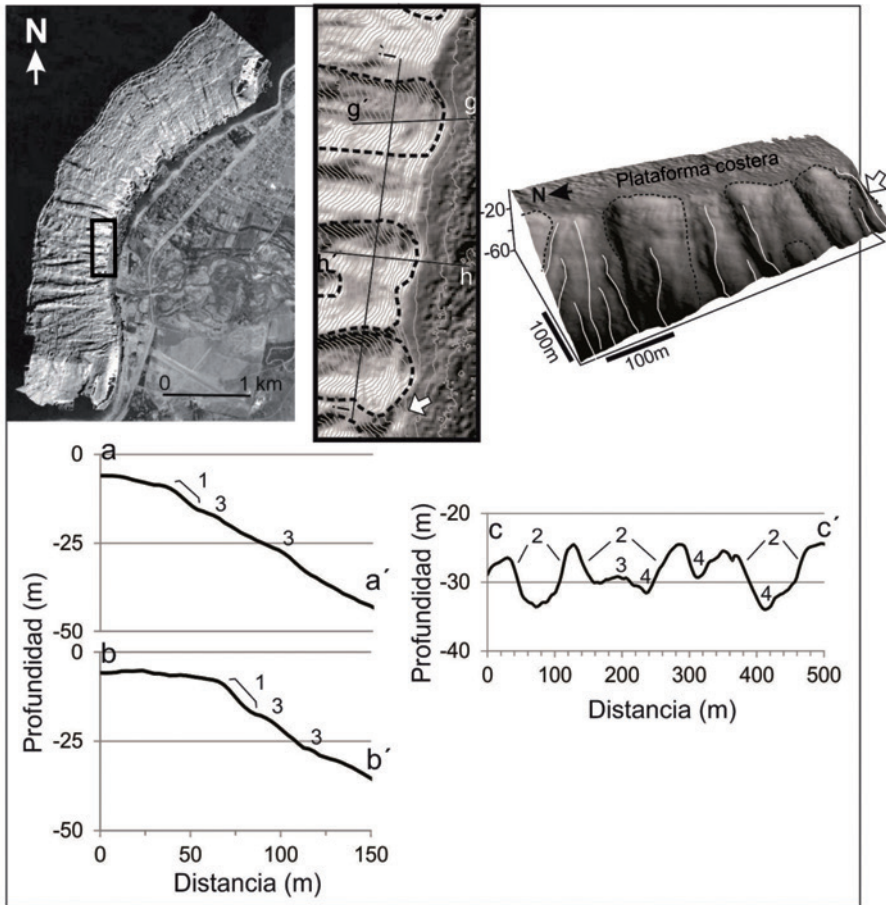 N
0 1 km
i´
g´ g
h´ h
i
Plataforma costera
N
-20
-60
100m
100m
a
0
1
3
3
-25
a´
-50
Profundidad (m)
b
0
1
3
3
-25
b´
-50
0 50 100 150
Distancia (m)
-20
c c´
2 2 2
3 4 4 4
-30
-40
Profundidad (m)
0 100 200 300 400 500
Distancia (m)